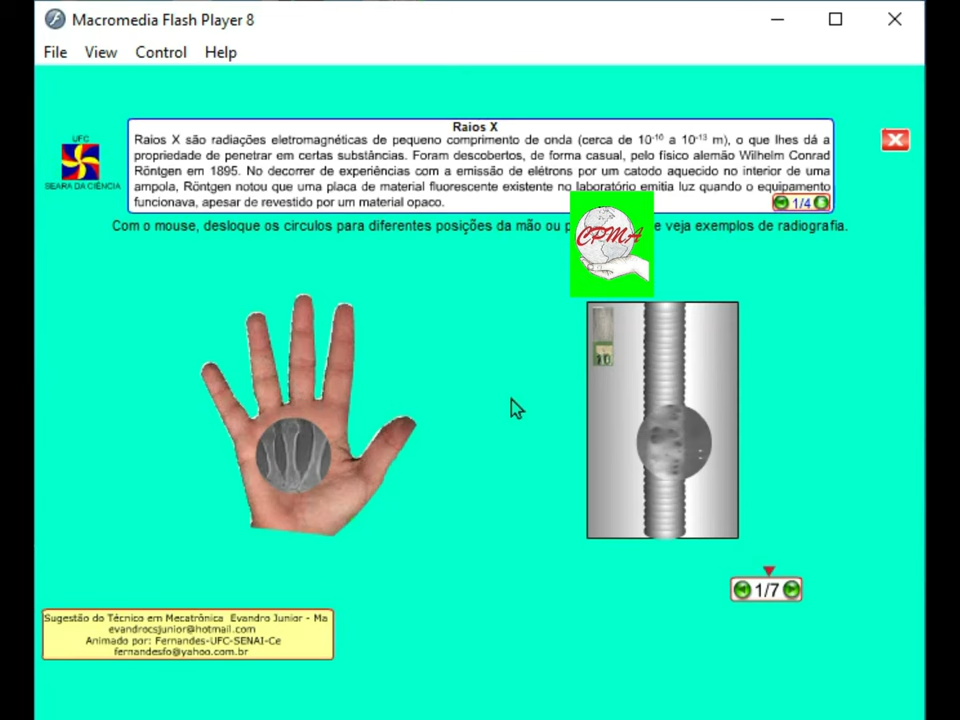 Macromedia Flash Player 8
File View Control Help
UFC
SEARA DA CIÊNCIA
Raios X
Raios X são radiações eletromagnéticas de pequeno comprimento de onda (cerca de 10⁻¹⁰ a 10⁻¹³ m), o que lhes dá a
propriedade de penetrar em certas substâncias. Foram descobertos, de forma casual, pelo físico alemão Wilhelm Conrad
Röntgen em 1895. No decorrer de experiências com a emissão de elétrons por um catodo aquecido no interior de uma
ampola, Röntgen notou que uma placa de material fluorescente existente no laboratório emitia luz quando o equipamento
funcionava, apesar de revestido por um material opaco.
1/4
Com o mouse, desloque os circulos para diferentes posições da mão ou e veja exemplos de radiografia.
CPMA
1/7
Sugestão do Técnico em Mecatrônica Evandro Junior - Ma
evandrocsjunior@hotmail.com
Animado por: Fernandes-UFC-SENAI-Ce
fernandesfo@yahoo.com.br